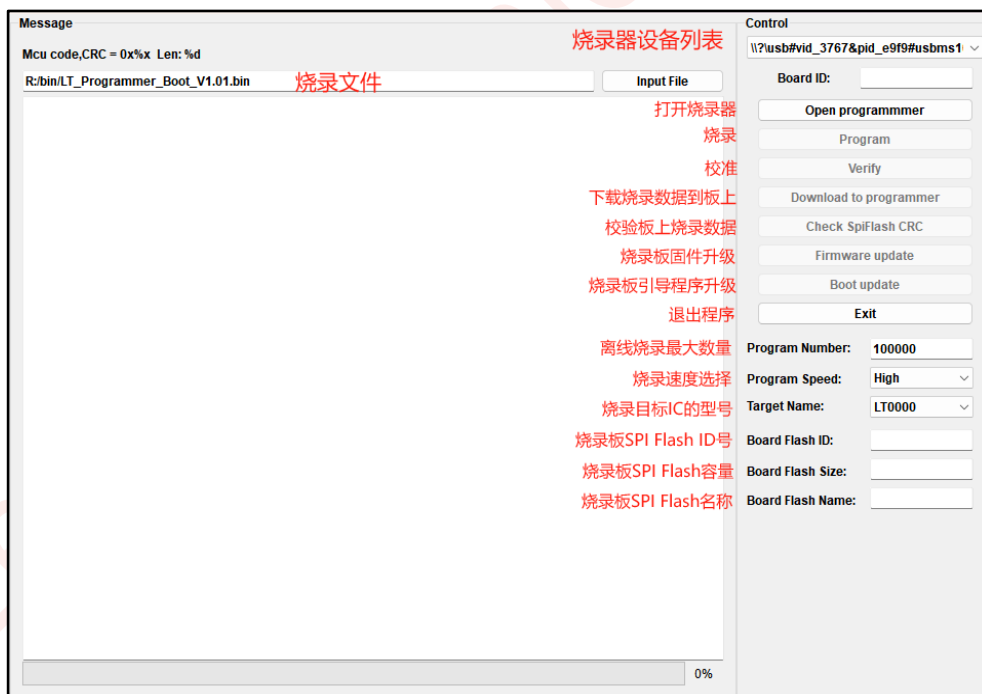 Message
Control
烧录器设备列表
\\?\usb#vid_3767&pid_e9f9#usbms1
Mcu code,CRC = 0x%x Len: %d
R:/bin/LT_Programmer_Boot_V1.01.bin
烧录文件
Input File
Board ID:
打开烧录器
Open programmmer
烧录
Program
校准
Verify
下载烧录数据到板上
Download to programmer
校验板上烧录数据
Check SpiFlash CRC
烧录板固件升级
Firmware update
烧录板引导程序升级
Boot update
退出程序
Exit
离线烧录最大数量
Program Number:
100000
烧录速度选择
Program Speed:
High
烧录目标IC的型号
Target Name:
LT0000
烧录板SPI Flash ID号
Board Flash ID:
烧录板SPI Flash容量
Board Flash Size:
烧录板SPI Flash名称
Board Flash Name:
0%